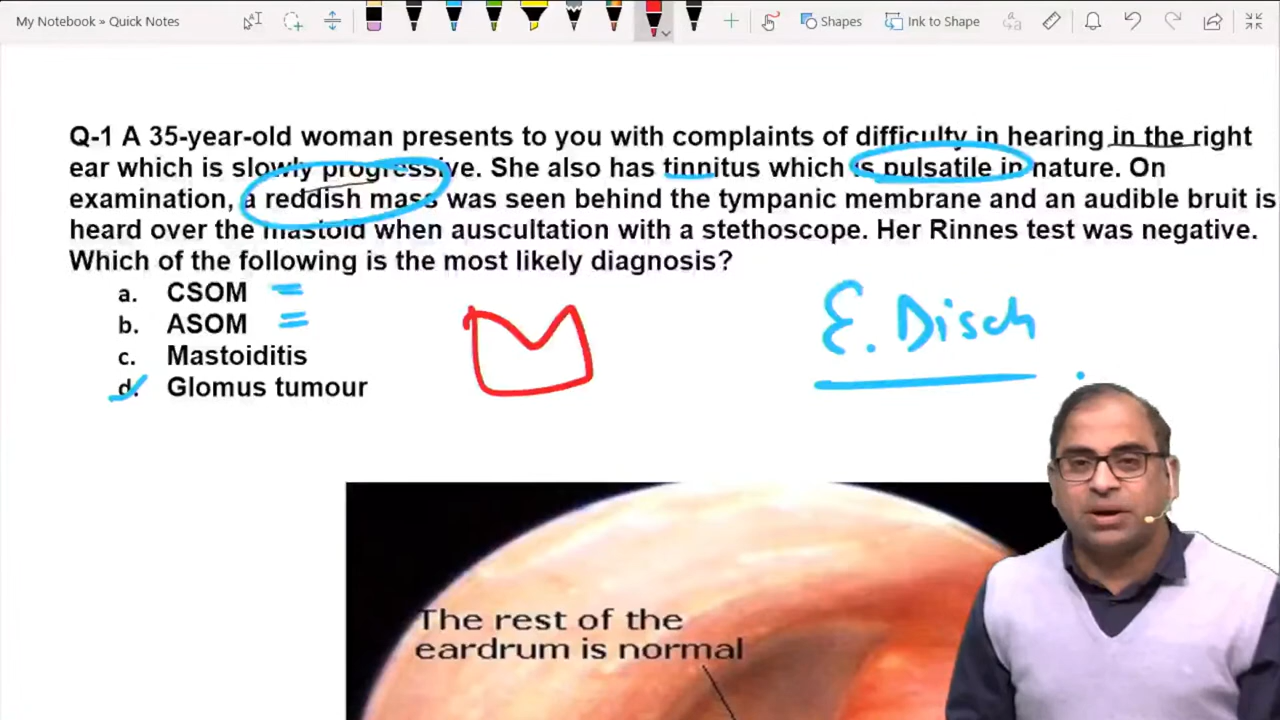 My Notebook » Quick Notes
Shapes
Ink to Shape
Q-1 A 35-year-old woman presents to you with complaints of difficulty in hearing in the right
ear which is slowly progressive. She also has tinnitus which is pulsatile in nature. On
examination, a reddish mass was seen behind the tympanic membrane and an audible bruit is
heard over the mastoid when auscultation with a stethoscope. Her Rinnes test was negative.
Which of the following is the most likely diagnosis?
a. CSOM
b. ASOM
c. Mastoiditis
d. Glomus tumour
E. Disch
The rest of the
eardrum is normal